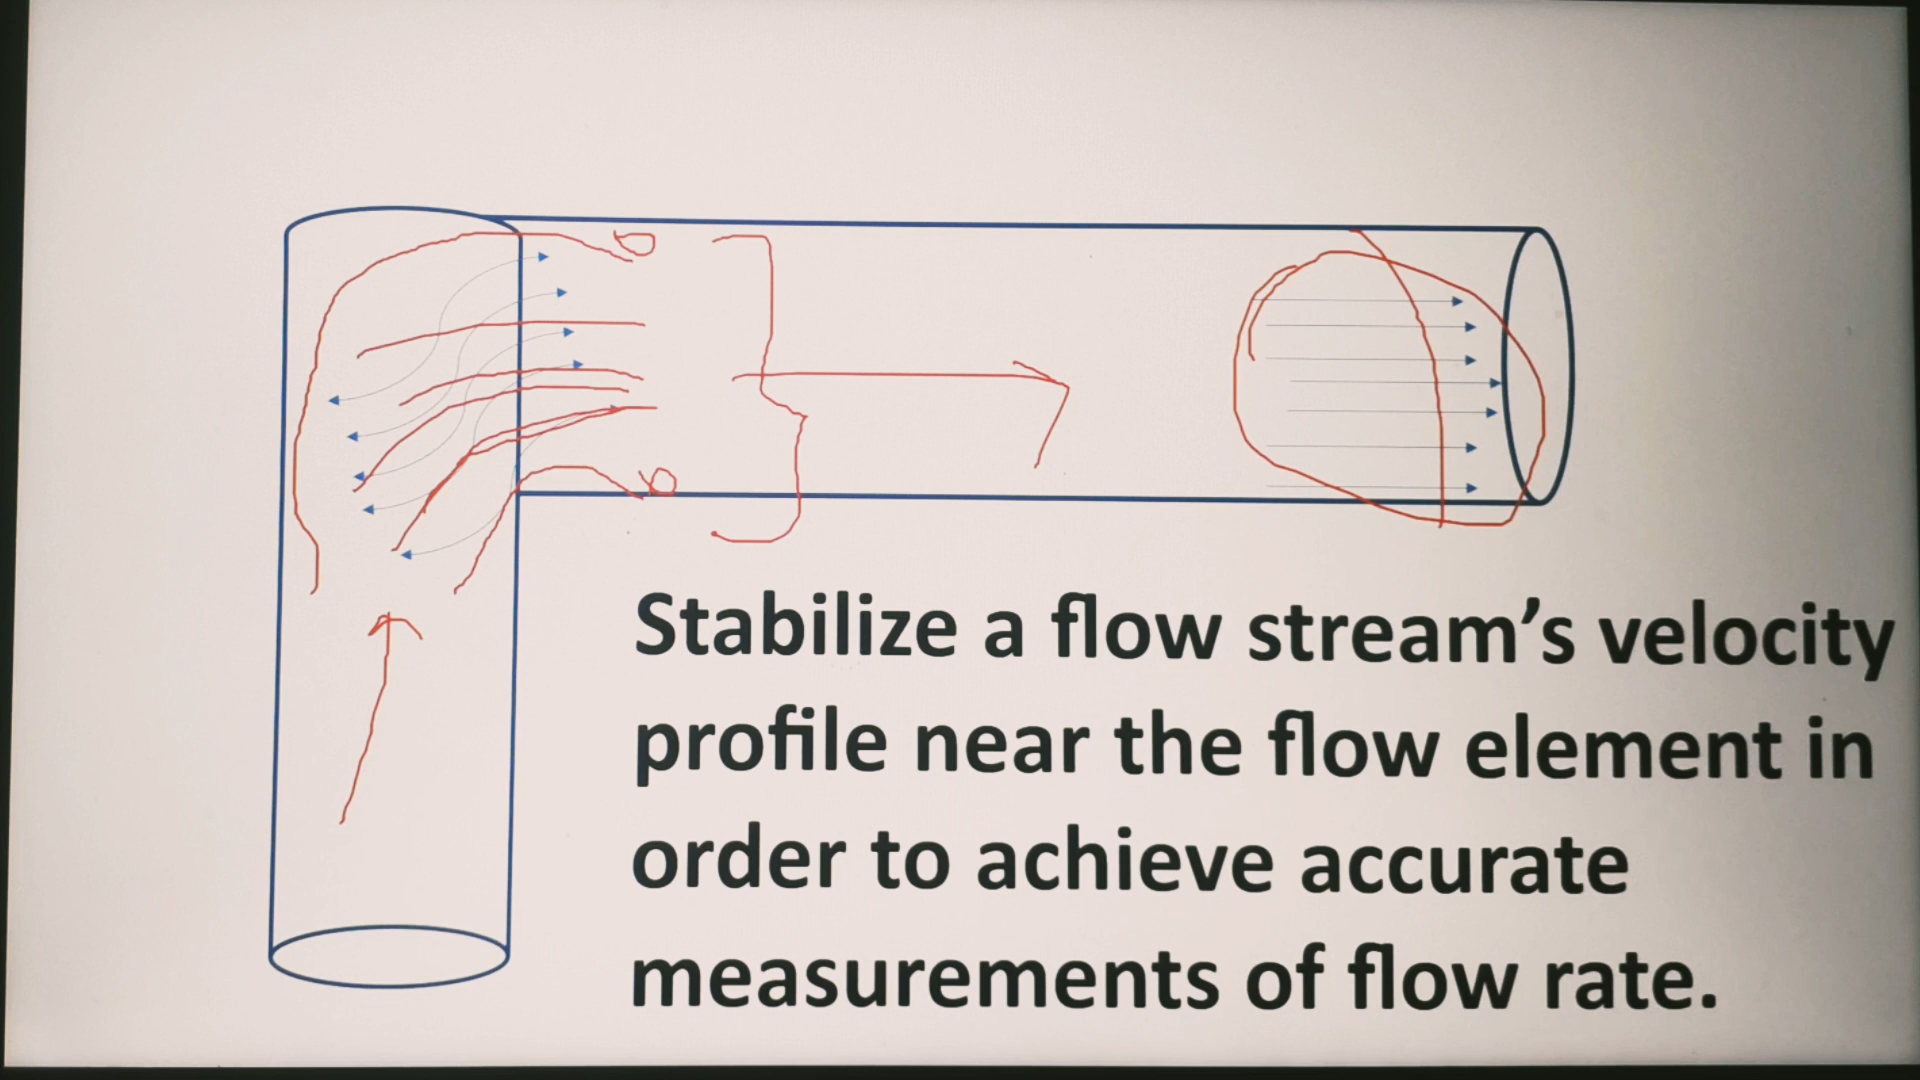 Stabilize a flow stream’s velocity
profile near the flow element in
order to achieve accurate
measurements of flow rate.